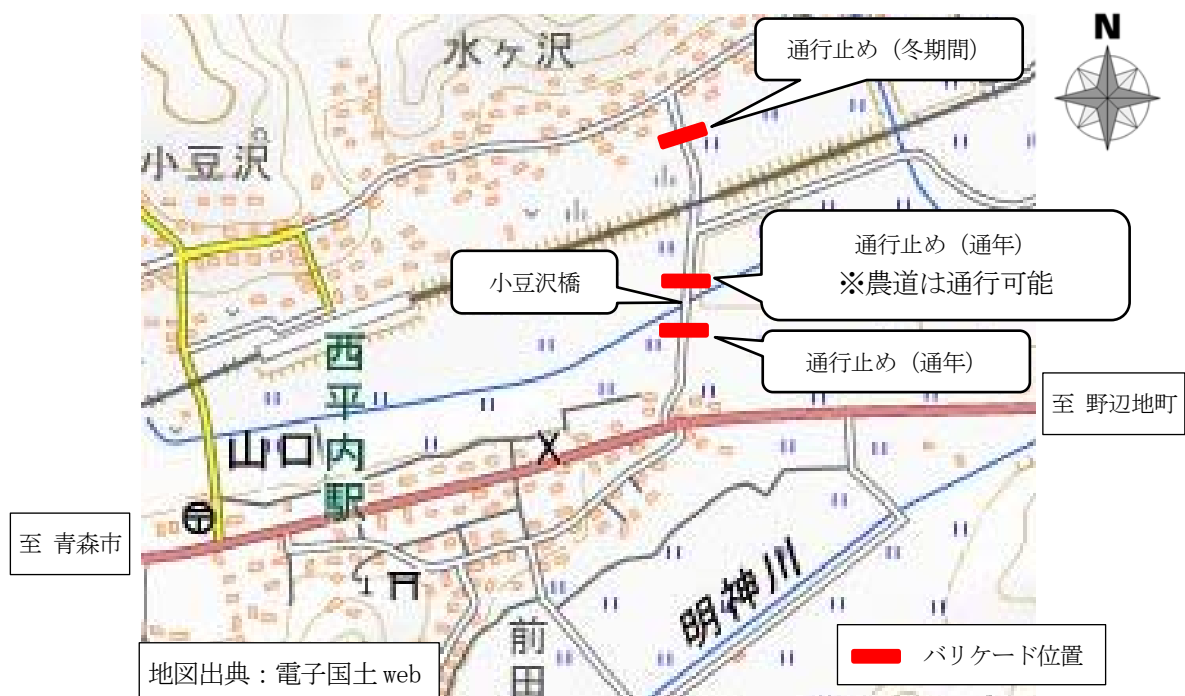 水ヶ沢
通行止め（冬期間）
N
小豆沢
通行止め（通年）
※農道は通行可能
小豆沢橋
通行止め（通年）
至 野辺地町
西平内駅
山口
至 青森市
明神川
前田
地図出典：電子国土 web
バリケード位置